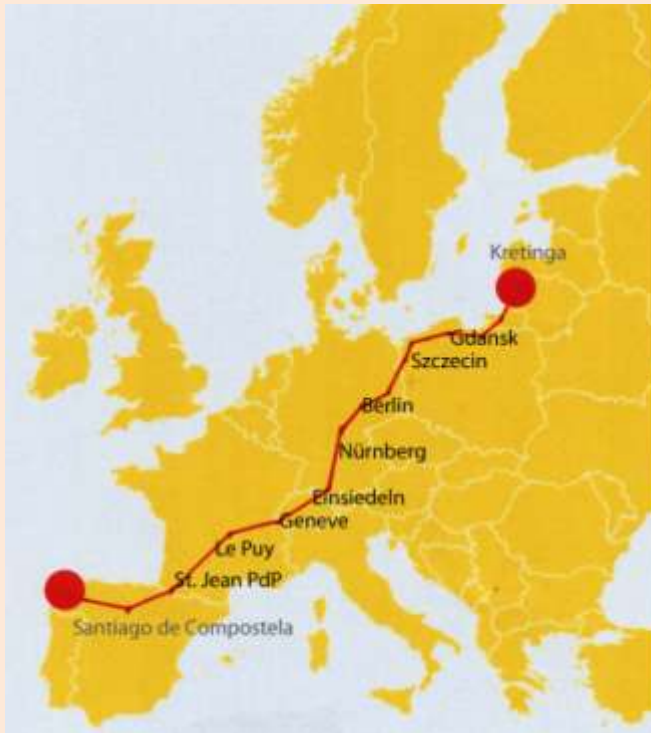 Kretinga
Gdansk
Szczecin
Berlin
Nürnberg
Einsiedeln
Geneve
Le Puy
St. Jean PdP
Santiago de Compostela